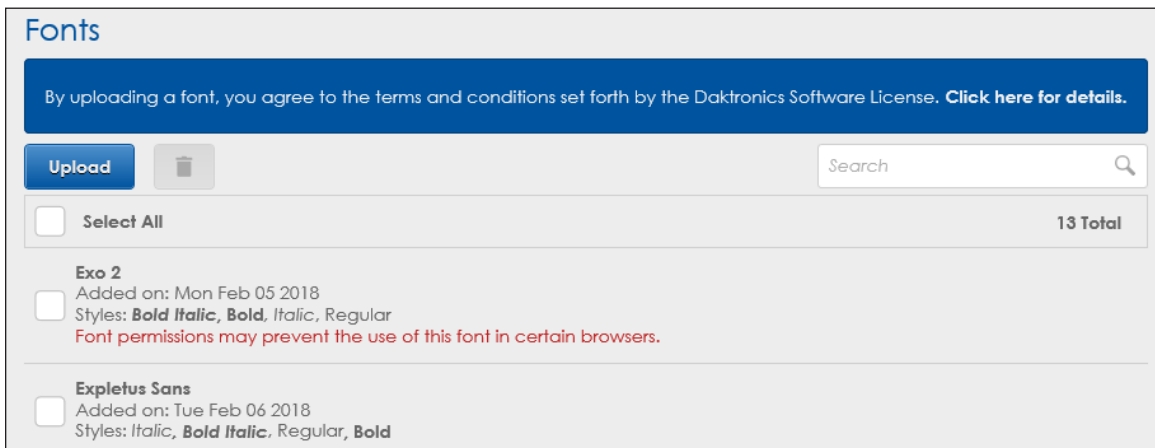 Fonts
By uploading a font, you agree to the terms and conditions set forth by the Daktronics Software License. Click here for details.
Upload
Search
Select All
13 Total
Exo 2
Added on: Mon Feb 05 2018
Styles: Bold Italic, Bold, Italic, Regular
Font permissions may prevent the use of this font in certain browsers.
Expletus Sans
Added on: Tue Feb 06 2018
Styles: Italic, Bold Italic, Regular, Bold